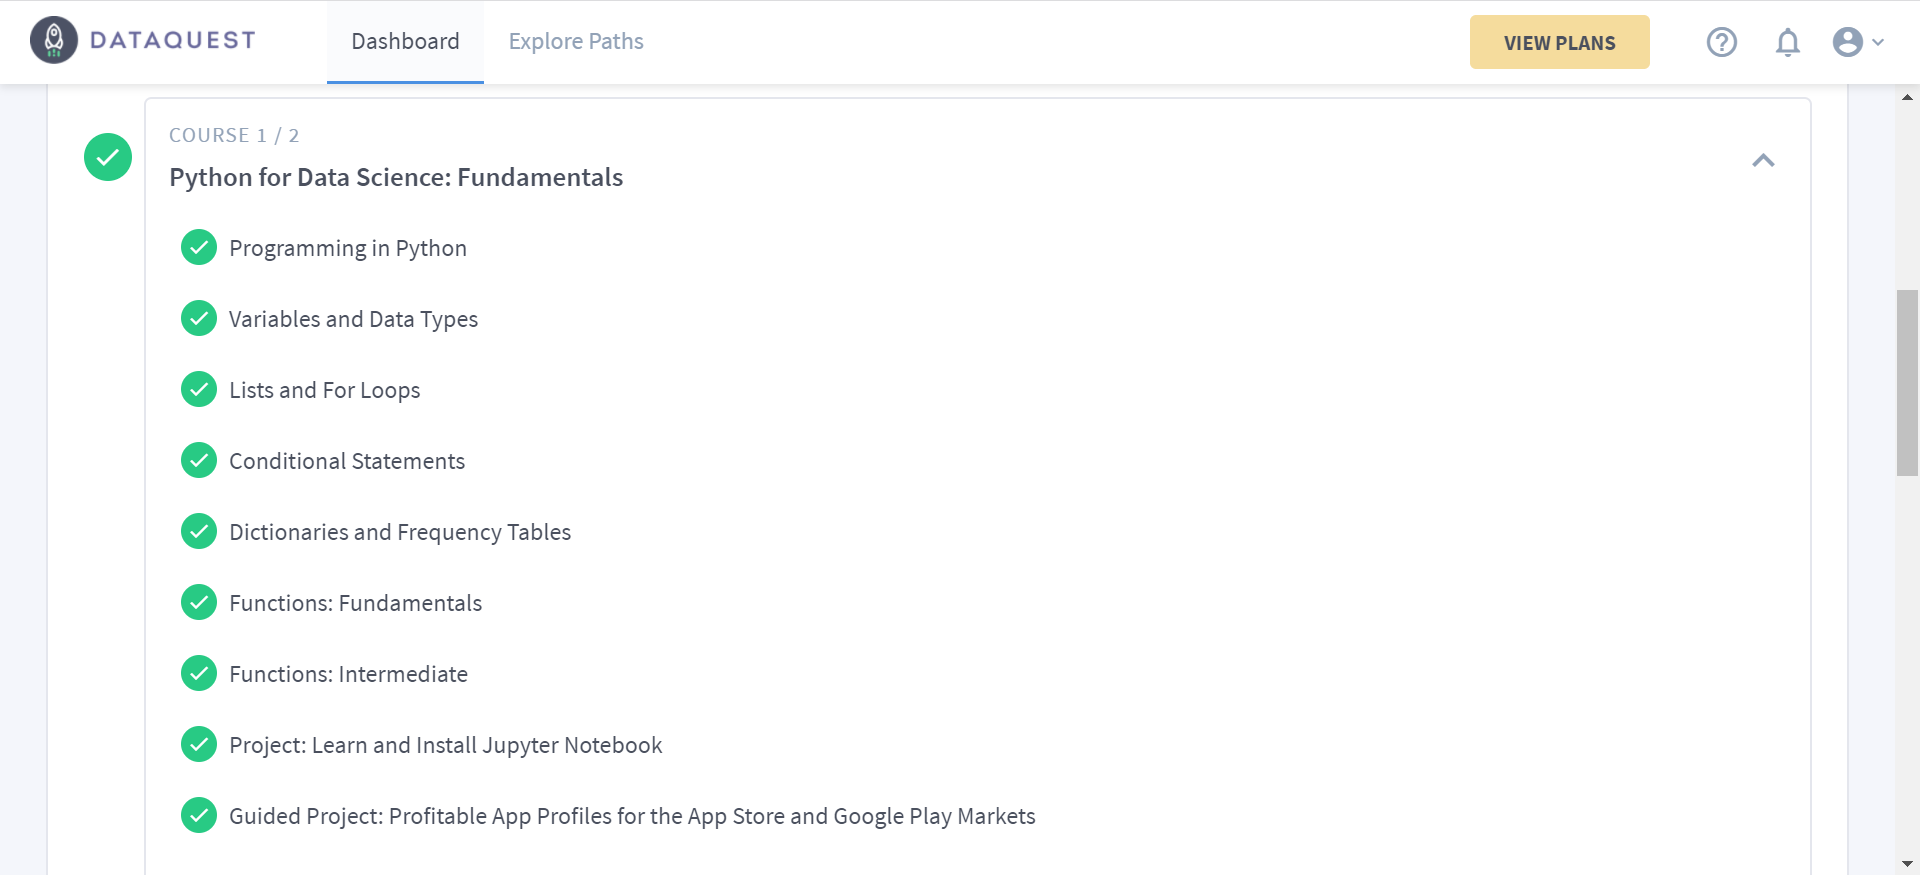 DATAQUEST
Dashboard
Explore Paths
VIEW PLANS
COURSE 1 / 2
Python for Data Science: Fundamentals
Programming in Python
Variables and Data Types
Lists and For Loops
Conditional Statements
Dictionaries and Frequency Tables
Functions: Fundamentals
Functions: Intermediate
Project: Learn and Install Jupyter Notebook
Guided Project: Profitable App Profiles for the App Store and Google Play Markets